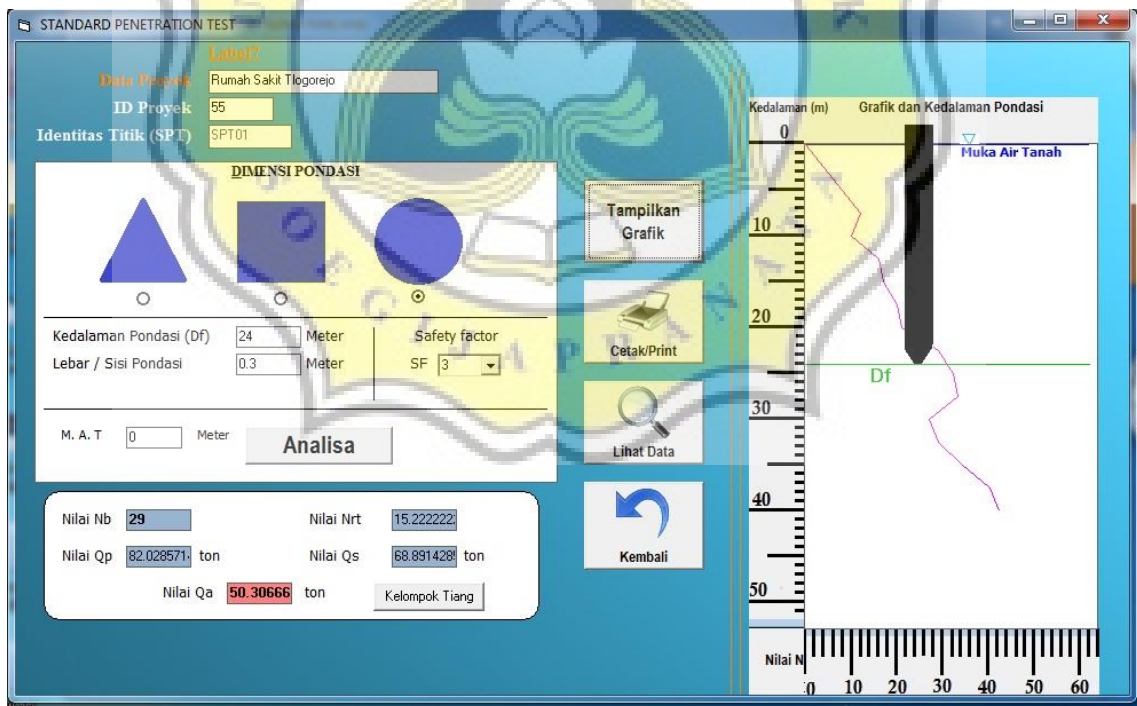 STANDARD PENETRATION TEST
Label7
Data Proyek Rumah Sakit Tlogorejo
ID Proyek 55
Identitas Titik (SPT) SPT01
DIMENSI PONDASI
Kedalaman Pondasi (Df) 24 Meter
Lebar / Sisi Pondasi 0.3 Meter
Safety factor
SF 3
M. A. T 0 Meter
Analisa
Nilai Nb 29
Nilai Nrt 15.222222
Nilai Qp 82.028571 ton
Nilai Qs 68.891428 ton
Nilai Qa 50.30666 ton
Kelompok Tiang
Tampilkan
Grafik
Cetak/Print
Lihat Data
Kembali
Kedalaman (m) Grafik dan Kedalaman Pondasi
0
Muka Air Tanah
10
20
Df
30
40
50
Nilai N
0 10 20 30 40 50 60
SOEGIJAPRANATA
K